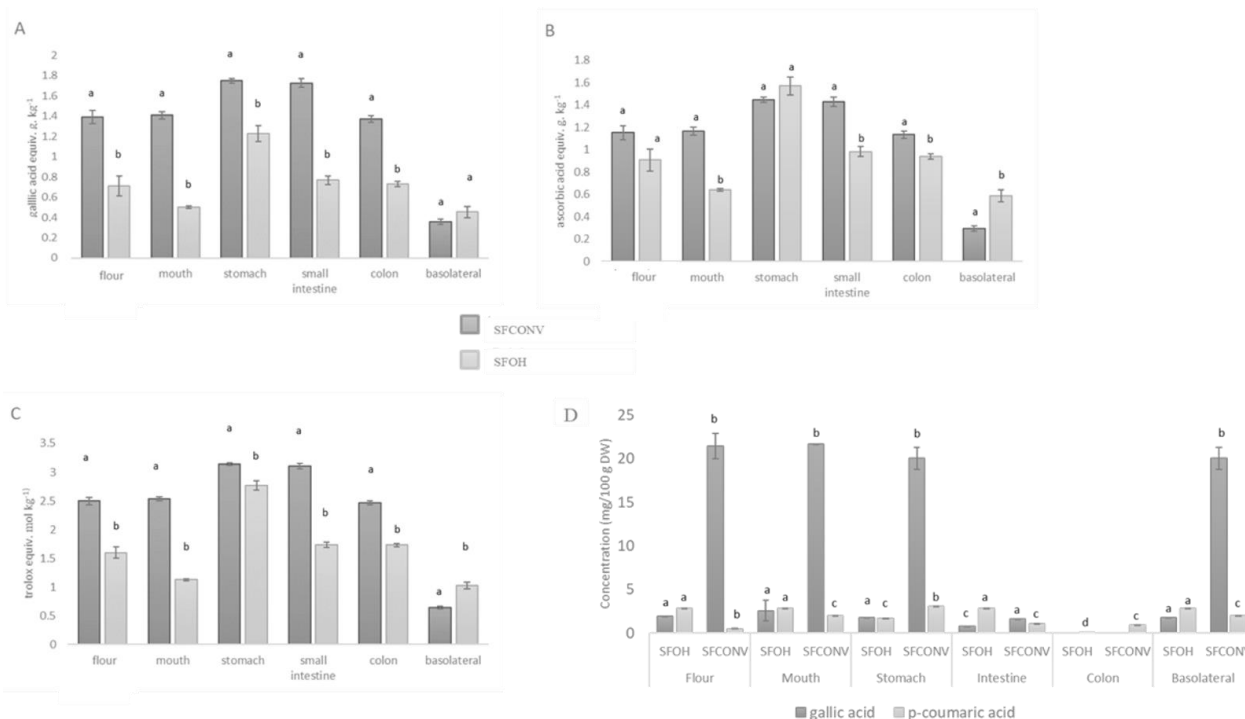 A
galllic acid equiv. g. kg⁻¹
2
1.8
1.6
1.4
1.2
1
0.8
0.6
0.4
0.2
0
a b a b a b a b a b a a
flour mouth stomach small intestine colon basolateral
B
ascorbic acid equiv. g. kg⁻¹
1.8
1.6
1.4
1.2
1
0.8
0.6
0.4
0.2
0
a a a b a a a b a b a b
flour mouth stomach small intestine colon basolateral
SFCONV
SFOH
C
trolox equiv. mol kg⁻¹)
3.5
3
2.5
2
1.5
1
0.5
0
a b a b a b a b a b a b
flour mouth stomach small intestine colon basolateral
D
Concentration (mg/100 g DW)
25
20
15
10
5
0
a a b b a a b c a a b b c a a c d c a a b c
SFOH SFCONV SFOH SFCONV SFOH SFCONV SFOH SFCONV SFOH SFCONV SFOH SFCONV
Flour Mouth Stomach Intestine Colon Basolateral
gallic acid p-coumaric acid